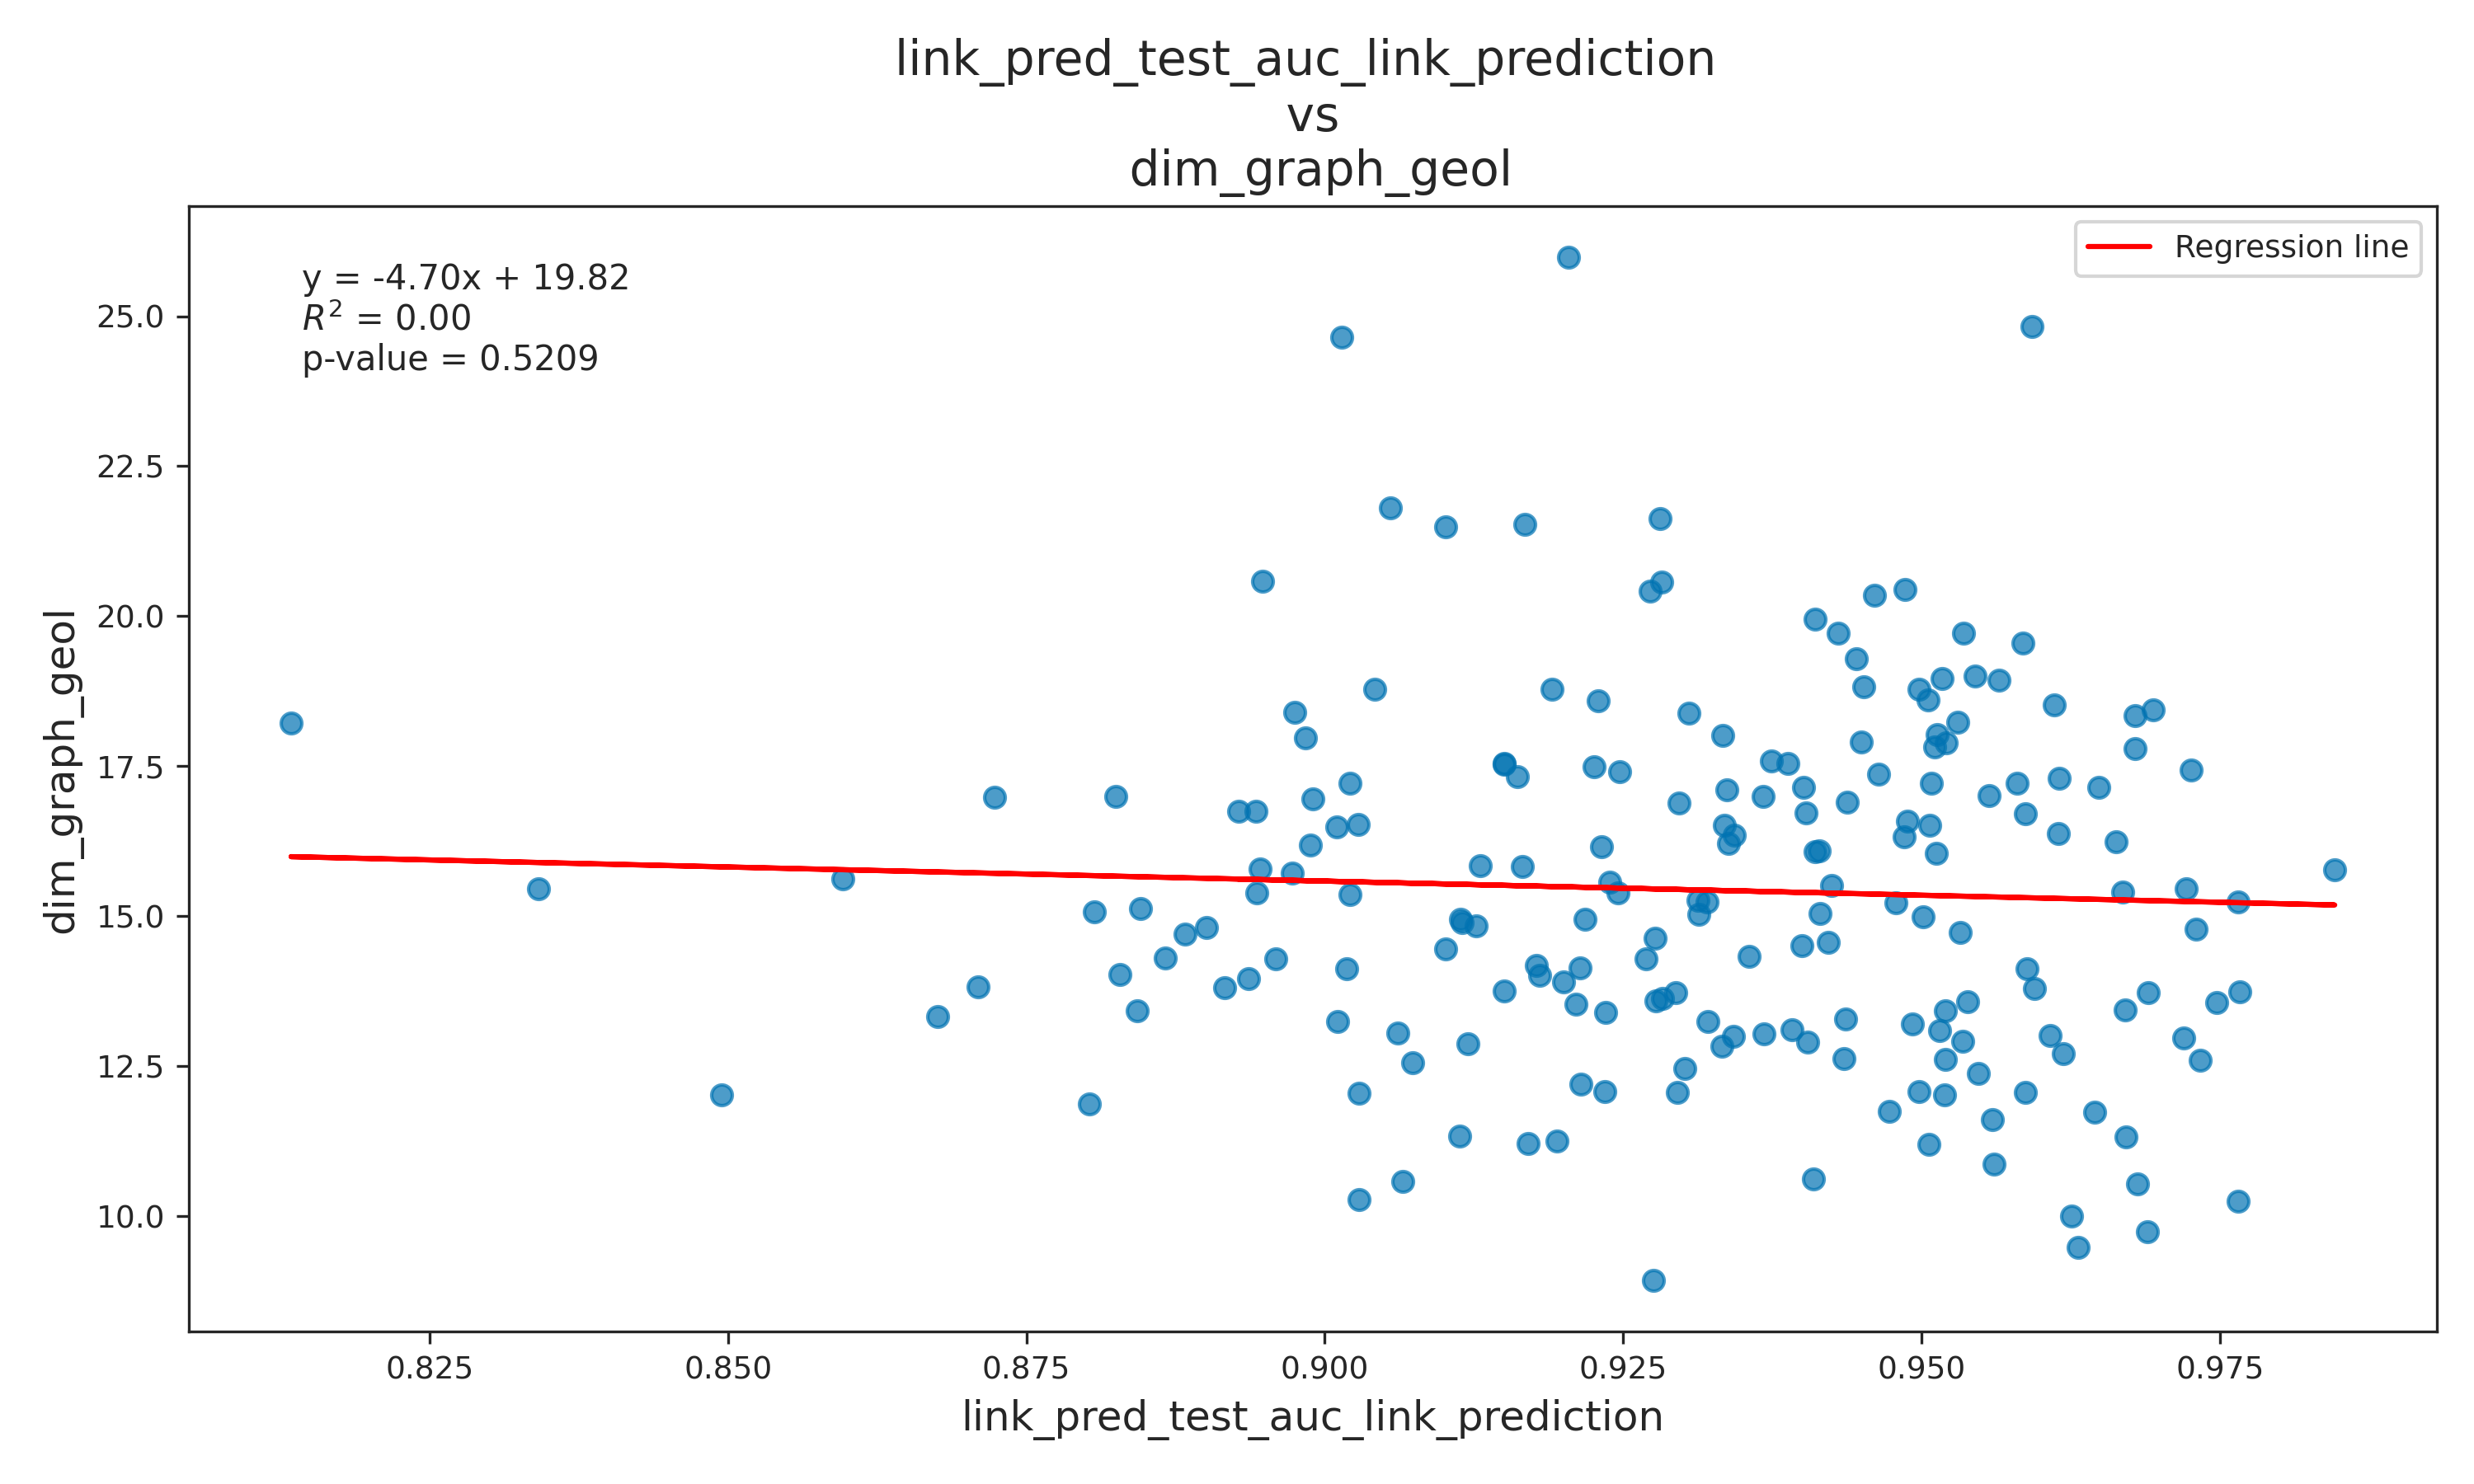 link_pred_test_auc_link_prediction
vs
dim_graph_geol
Regression line
y = -4.70x + 19.82
R² = 0.00
p-value = 0.5209
25.0
22.5
20.0
17.5
15.0
12.5
10.0
dim_graph_geol
0.825 0.850 0.875 0.900 0.925 0.950 0.975
link_pred_test_auc_link_prediction